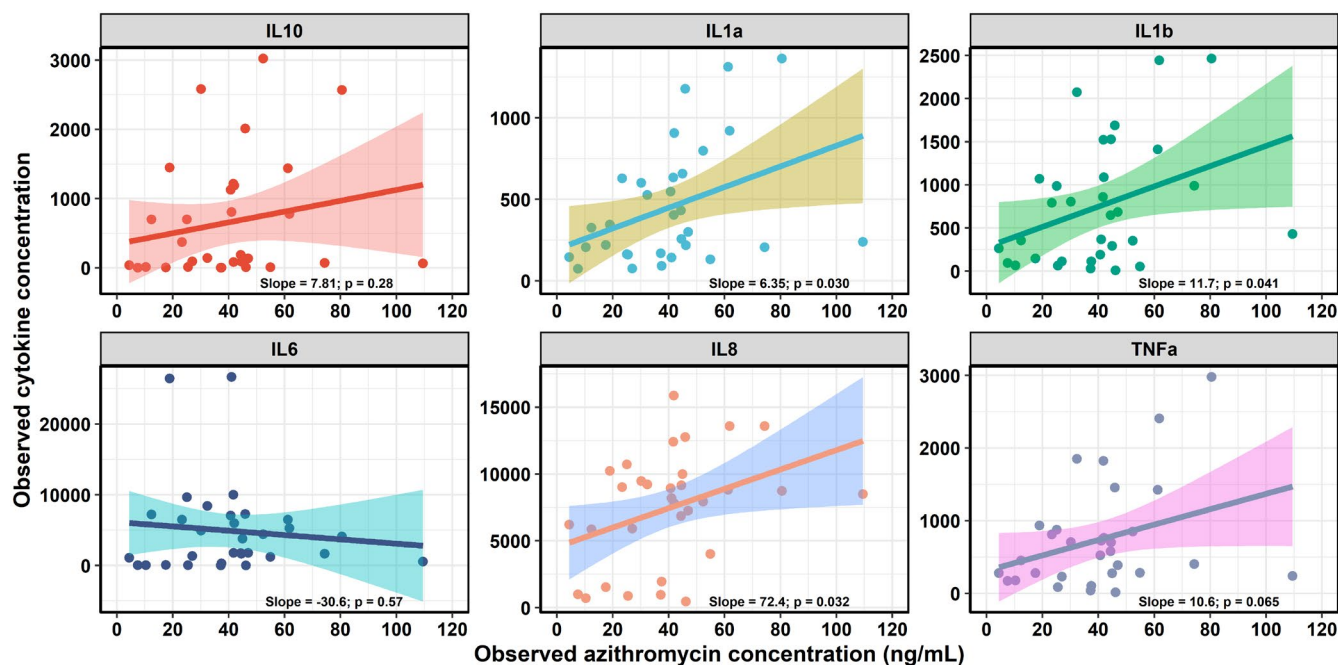 IL10
IL1a
IL1b
3000
2000
1000
0
1000
500
0
2500
2000
1500
1000
500
0
Slope = 7.81; p = 0.28
Slope = 6.35; p = 0.030
Slope = 11.7; p = 0.041
0 20 40 60 80 100 120
0 20 40 60 80 100 120
0 20 40 60 80 100 120
Observed cytokine concentration
IL6
IL8
TNFa
20000
10000
0
15000
10000
5000
0
3000
2000
1000
0
Slope = -30.6; p = 0.57
Slope = 72.4; p = 0.032
Slope = 10.6; p = 0.065
0 20 40 60 80 100 120
0 20 40 60 80 100 120
0 20 40 60 80 100 120
Observed azithromycin concentration (ng/mL)